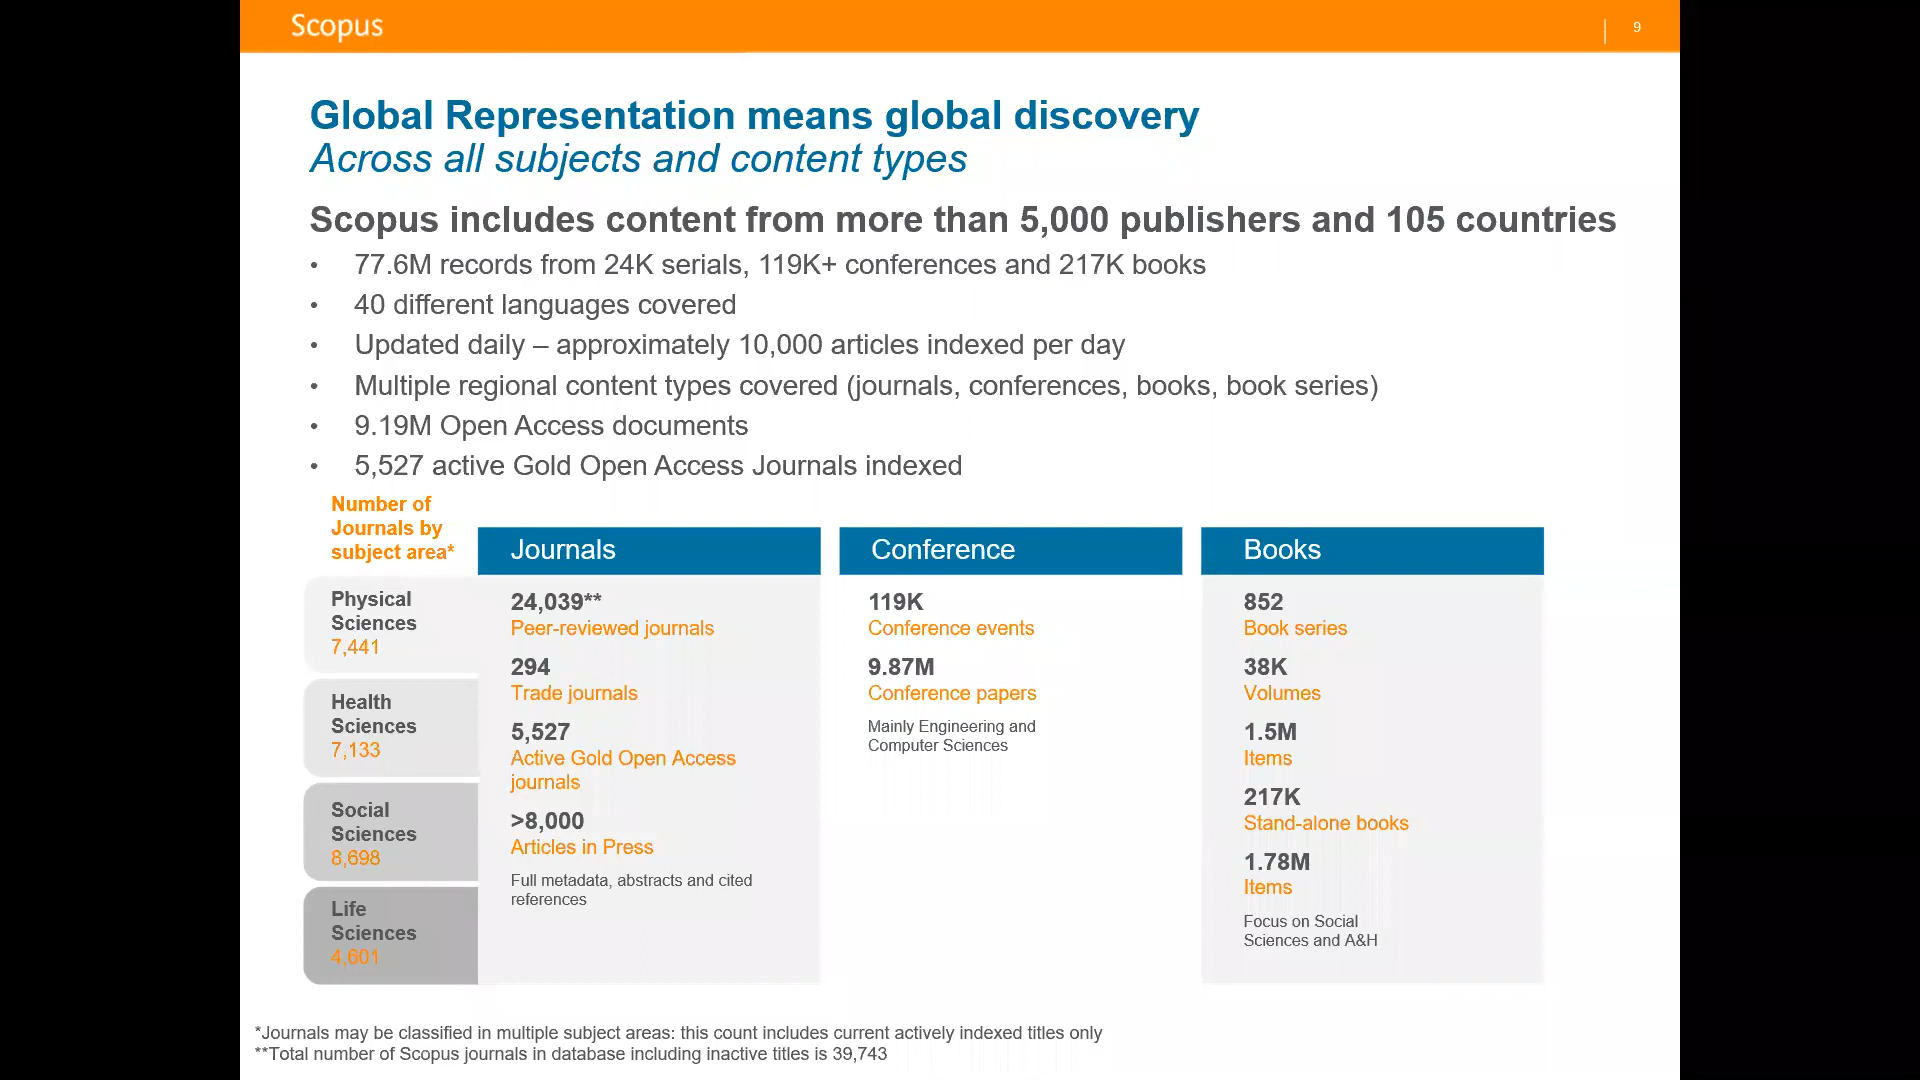 Scopus
9
Global Representation means global discovery
Across all subjects and content types
Scopus includes content from more than 5,000 publishers and 105 countries
• 77.6M records from 24K serials, 119K+ conferences and 217K books
• 40 different languages covered
• Updated daily – approximately 10,000 articles indexed per day
• Multiple regional content types covered (journals, conferences, books, book series)
• 9.19M Open Access documents
• 5,527 active Gold Open Access Journals indexed
Number of
Journals by
subject area*
Physical
Sciences
7,441
Health
Sciences
7,133
Social
Sciences
8,698
Life
Sciences
4,601
Journals
24,039**
Peer-reviewed journals
294
Trade journals
5,527
Active Gold Open Access
journals
>8,000
Articles in Press
Full metadata, abstracts and cited
references
Conference
119K
Conference events
9.87M
Conference papers
Mainly Engineering and
Computer Sciences
Books
852
Book series
38K
Volumes
1.5M
Items
217K
Stand-alone books
1.78M
Items
Focus on Social
Sciences and A&H
*Journals may be classified in multiple subject areas: this count includes current actively indexed titles only
**Total number of Scopus journals in database including inactive titles is 39,743